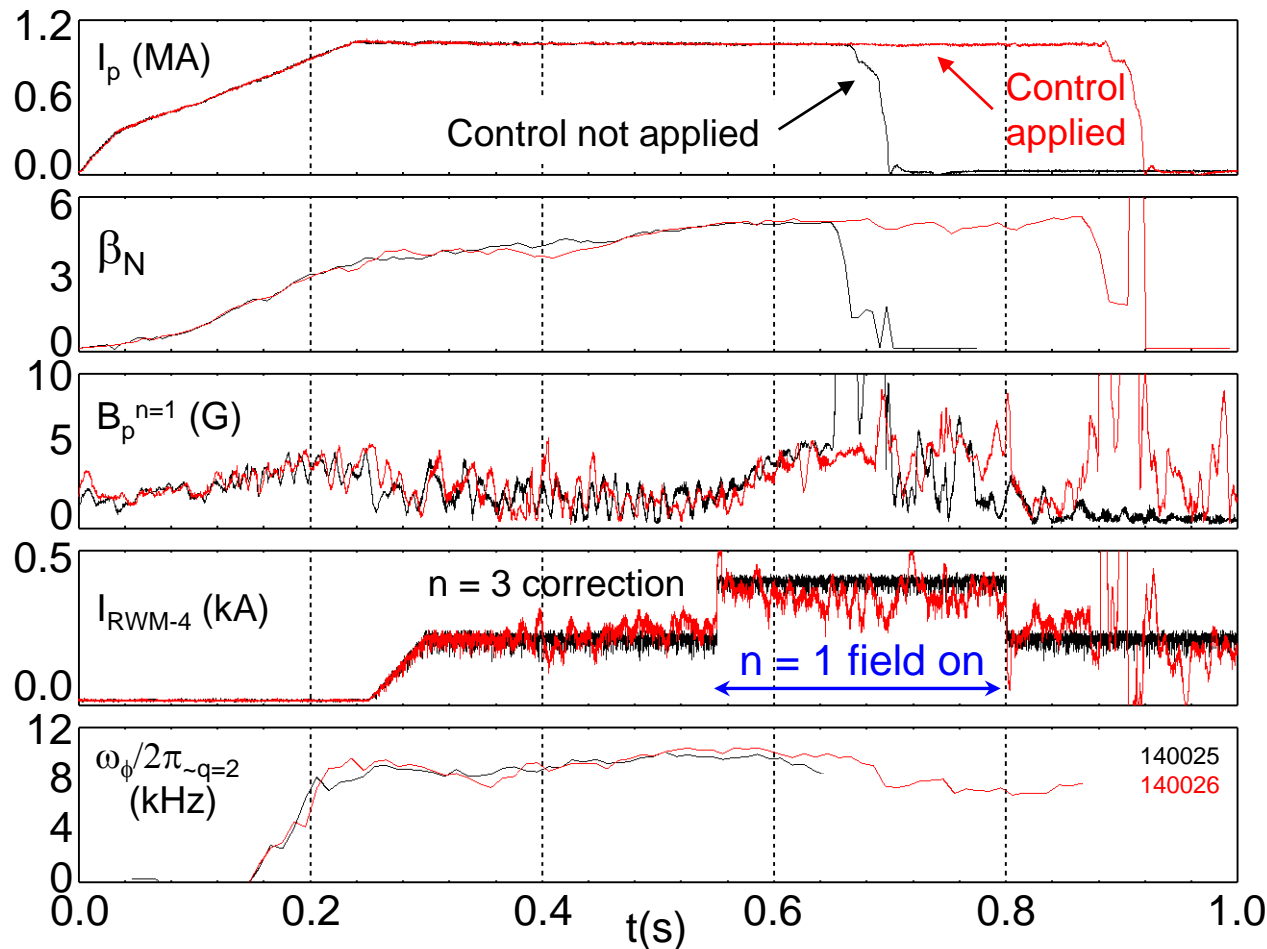 1.2
I_p (MA)
0.6
0.0
Control not applied
Control
applied
6
β_N
3
0
10
B_p^{n=1} (G)
5
0
0.5
I_{RWM-4} (kA)
n = 3 correction
n = 1 field on
0.0
12
ω_ϕ/2π_{~q=2}
(kHz)
8
4
0
140025
140026
0.0 0.2 0.4 0.6 0.8 1.0
t(s)